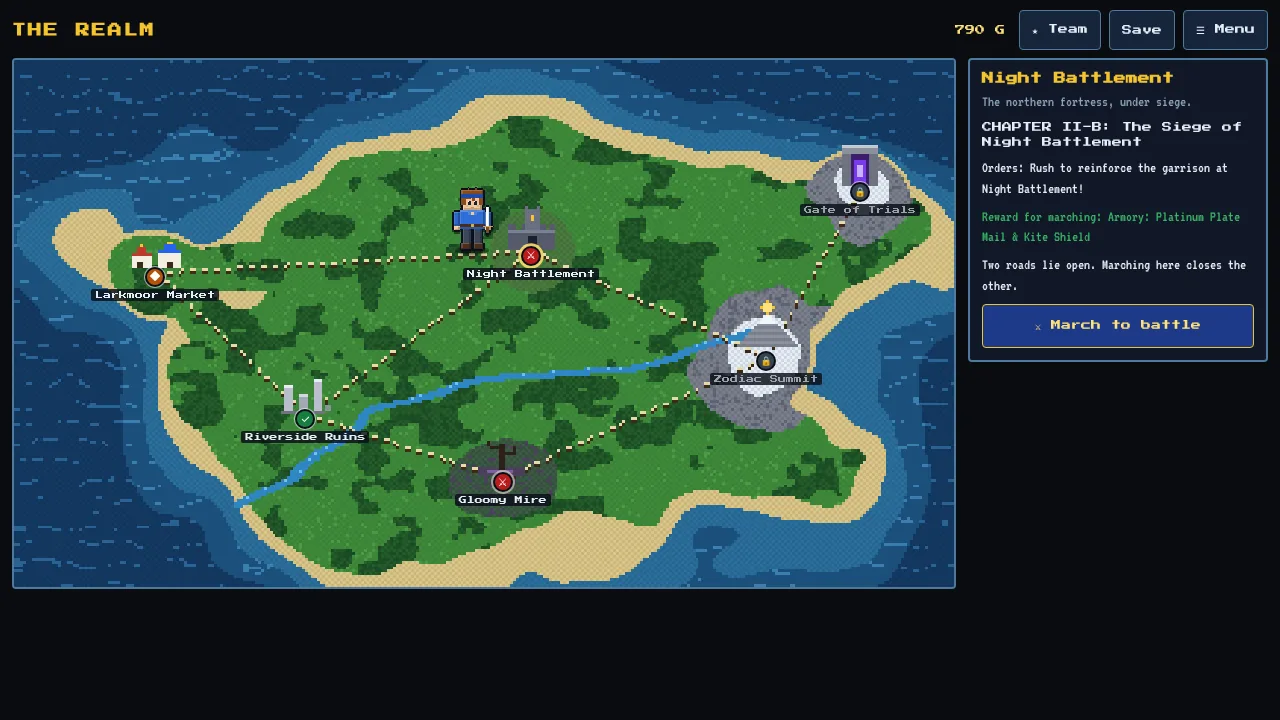 THE REALM
790 G
★ Team
Save
☰ Menu
Night Battlement
The northern fortress, under siege.
CHAPTER II-B: The Siege of
Night Battlement
Orders: Rush to reinforce the garrison at
Night Battlement!
Reward for marching: Armory: Platinum Plate
Mail & Kite Shield
Two roads lie open. Marching here closes the
other.
⚔ March to battle
Gate of Trials
Night Battlement
Larkmoor Market
Zodiac Summit
Riverside Ruins
Gloomy Mire